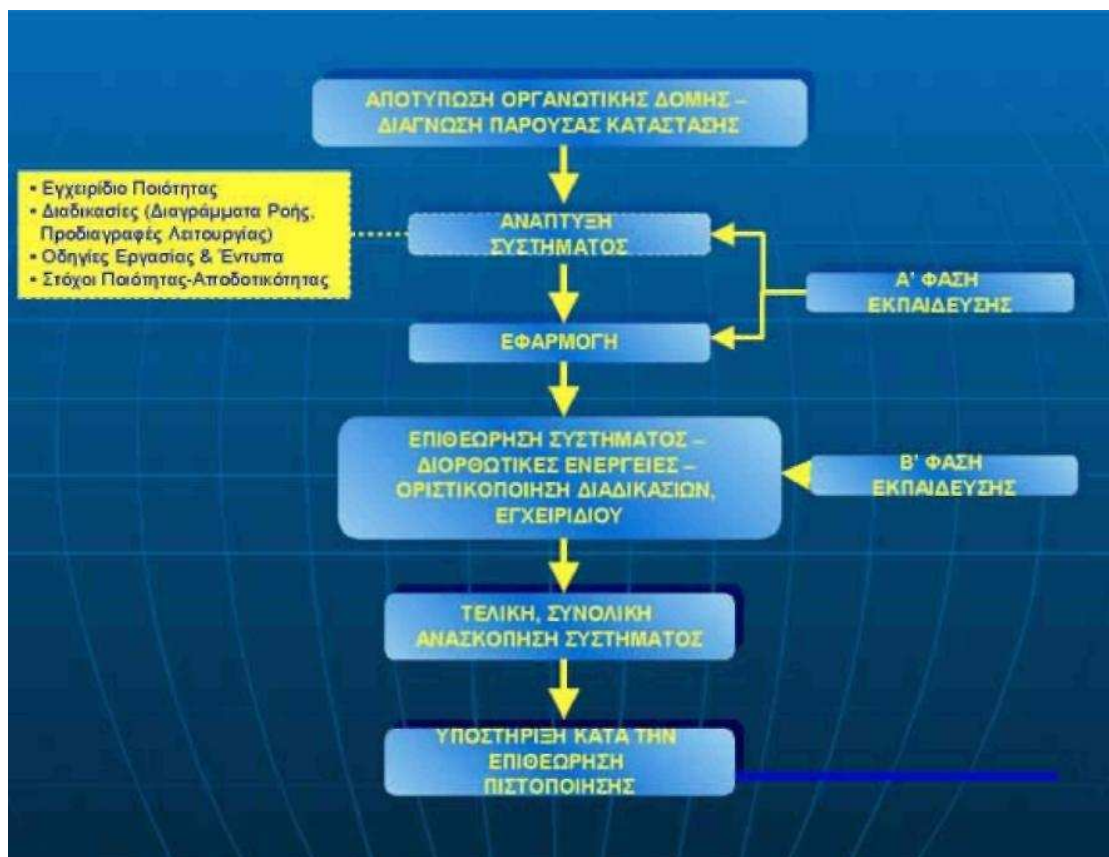 ΑΠΟΤΥΠΩΣΗ ΟΡΓΑΝΩΤΙΚΗΣ ΔΟΜΗΣ –
ΔΙΑΓΝΩΣΗ ΠΑΡΟΥΣΑΣ ΚΑΤΑΣΤΑΣΗΣ
• Εγχειρίδιο Ποιότητας
• Διαδικασίες (Διαγράμματα Ροής,
Προδιαγραφές Λειτουργίας)
• Οδηγίες Εργασίας & Έντυπα
• Στόχοι Ποιότητας-Αποδοτικότητας
ΑΝΑΠΤΥΞΗ
ΣΥΣΤΗΜΑΤΟΣ
Α' ΦΑΣΗ
ΕΚΠΑΙΔΕΥΣΗΣ
ΕΦΑΡΜΟΓΗ
ΕΠΙΘΕΩΡΗΣΗ ΣΥΣΤΗΜΑΤΟΣ –
ΔΙΟΡΘΩΤΙΚΕΣ ΕΝΕΡΓΕΙΕΣ –
ΟΡΙΣΤΙΚΟΠΟΙΗΣΗ ΔΙΑΔΙΚΑΣΙΩΝ,
ΕΓΧΕΙΡΙΔΙΟΥ
Β' ΦΑΣΗ
ΕΚΠΑΙΔΕΥΣΗΣ
ΤΕΛΙΚΗ, ΣΥΝΟΛΙΚΗ
ΑΝΑΣΚΟΠΗΣΗ ΣΥΣΤΗΜΑΤΟΣ
ΥΠΟΣΤΗΡΙΞΗ ΚΑΤΑ ΤΗΝ
ΕΠΙΘΕΩΡΗΣΗ
ΠΙΣΤΟΠΟΙΗΣΗΣ